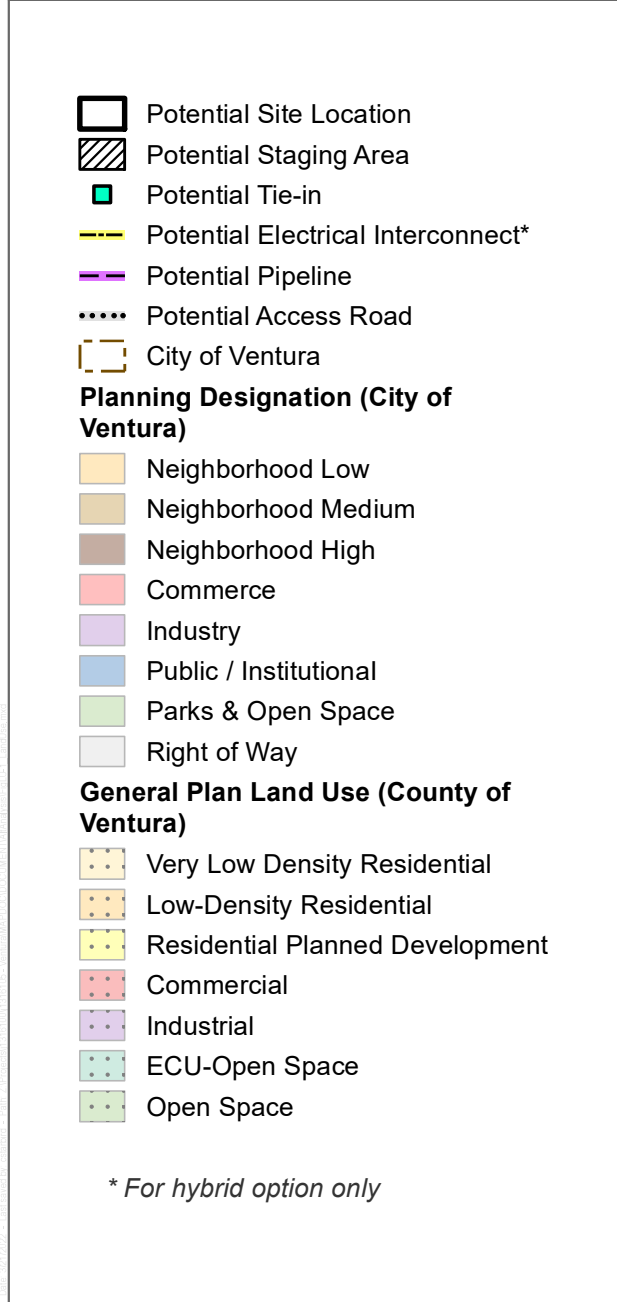 Potential Site Location
Potential Staging Area
Potential Tie-in
Potential Electrical Interconnect*
Potential Pipeline
Potential Access Road
City of Ventura
Planning Designation (City of
Ventura)
Neighborhood Low
Neighborhood Medium
Neighborhood High
Commerce
Industry
Public / Institutional
Parks & Open Space
Right of Way
General Plan Land Use (County of
Ventura)
Very Low Density Residential
Low-Density Residential
Residential Planned Development
Commercial
Industrial
ECU-Open Space
Open Space
* For hybrid option only